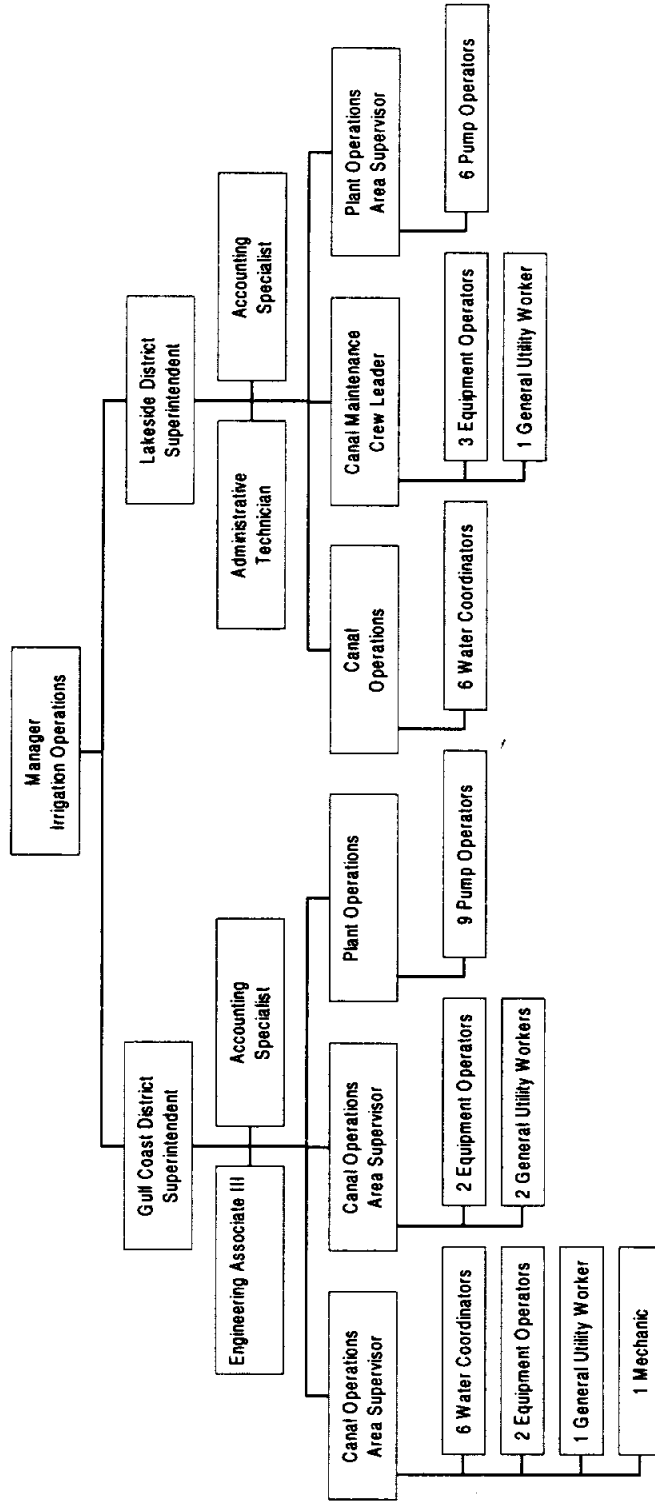 Manager
Irrigation Operations
Gulf Coast District
Superintendent
Lakeside District
Superintendent
Engineering Associate III
Accounting
Specialist
Administrative
Technician
Accounting
Specialist
Canal Operations
Area Supervisor
Canal Operations
Area Supervisor
Plant Operations
Canal
Operations
Canal Maintenance
Crew Leader
Plant Operations
Area Supervisor
6 Water Coordinators
2 Equipment Operators
1 General Utility Worker
1 Mechanic
2 Equipment Operators
2 General Utility Workers
9 Pump Operators
6 Water Coordinators
3 Equipment Operators
1 General Utility Worker
6 Pump Operators